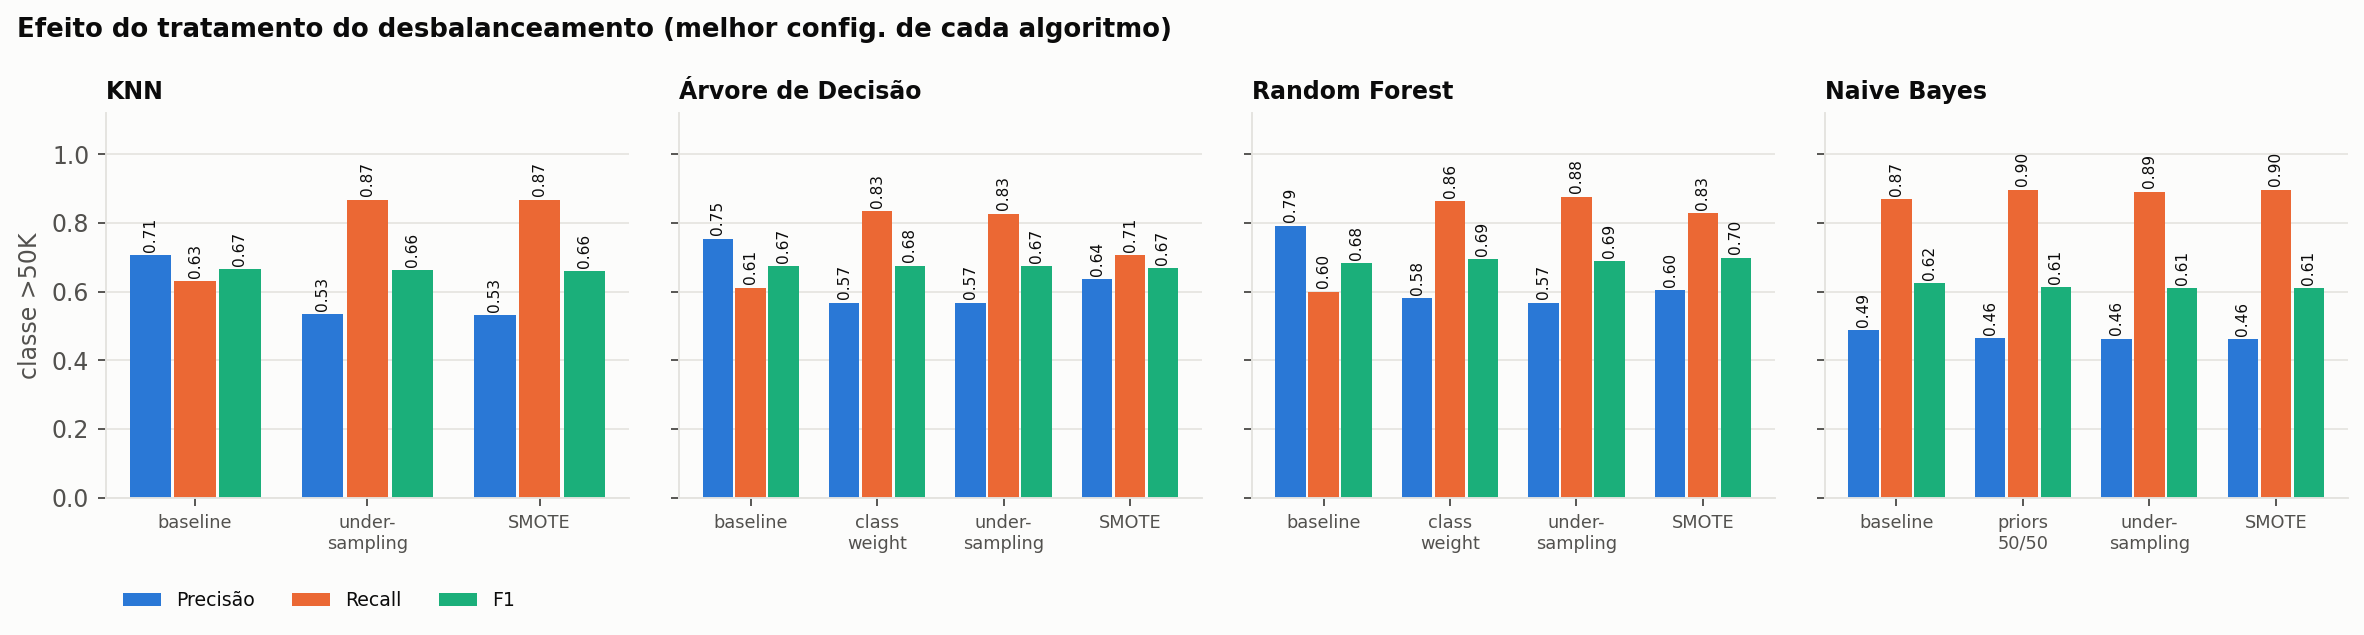 Efeito do tratamento do desbalanceamento (melhor config. de cada algoritmo)
KNN
classe >50K
1.0
0.8
0.6
0.4
0.2
0.0
0.71
0.63
0.67
0.53
0.87
0.66
0.53
0.87
0.66
baseline
under-
sampling
SMOTE
Árvore de Decisão
0.75
0.61
0.67
0.57
0.83
0.68
0.57
0.83
0.67
0.64
0.71
0.67
baseline
class
weight
under-
sampling
SMOTE
Random Forest
0.79
0.60
0.68
0.58
0.86
0.69
0.57
0.88
0.69
0.60
0.83
0.70
baseline
class
weight
under-
sampling
SMOTE
Naive Bayes
0.49
0.87
0.62
0.46
0.90
0.61
0.46
0.89
0.61
0.46
0.90
0.61
baseline
priors
50/50
under-
sampling
SMOTE
Precisão
Recall
F1